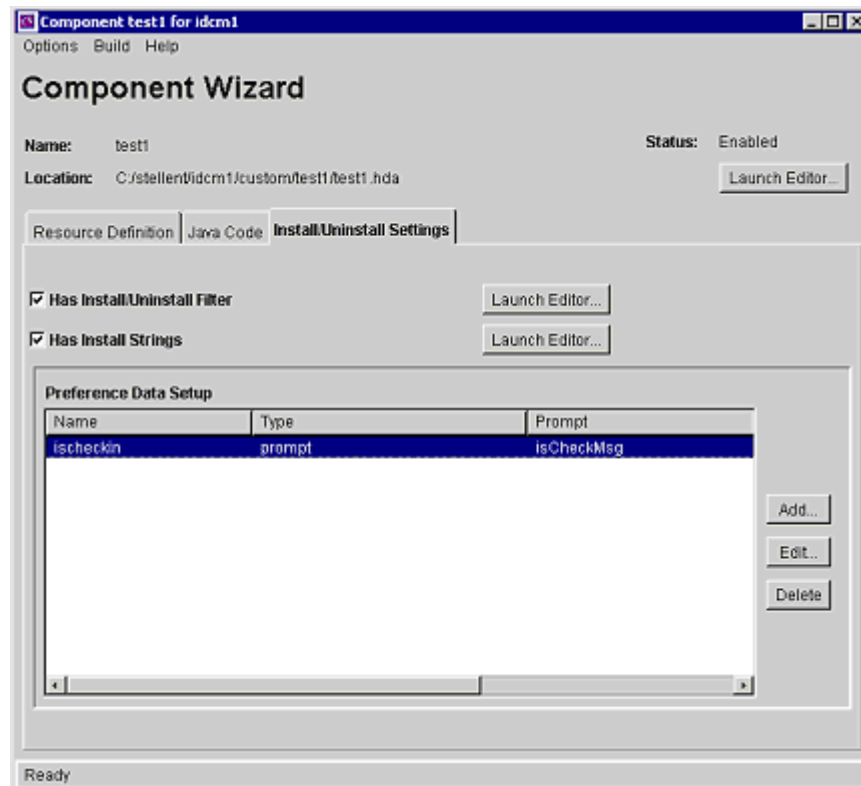 Component test1 for idcm1
Options Build Help
Component Wizard
Name: test1 Status: Enabled
Location: C:/stellent/idcm1/custom/test1/test1.hda Launch Editor...
Resource Definition Java Code Install/Uninstall Settings
Has Install/Uninstall Filter Launch Editor...
Has Install Strings Launch Editor...
Preference Data Setup
Name Type Prompt
ischeckin prompt isCheckMsg
Add...
Edit...
Delete
Ready